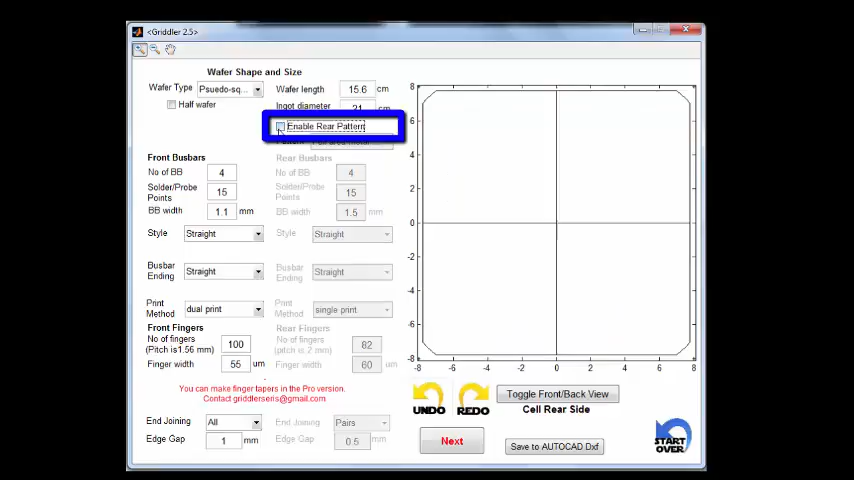 <Griddler 2.5>
Wafer Shape and Size
Wafer Type Psuedo-sq... Wafer length 15.6 cm
Half wafer Ingot diameter 21 cm
Enable Rear Pattern
Front Busbars Rear Busbars
No of BB 4 No of BB 4
Solder/Probe Points 15 Solder/Probe Points 15
BB width 1.1 mm BB width 1.5 mm
Style Straight Style Straight
Busbar Ending Straight Busbar Ending Straight
Print Method dual print Print Method single print
Front Fingers Rear Fingers
No of fingers 100 No of fingers 82
(Pitch is1.56 mm) (pitch is 2 mm)
Finger width 55 um Finger width 60 um
You can make finger tapers in the Pro version.
Contact griddlerseris@gmail.com
End Joining All End Joining Pairs
Edge Gap 1 mm Edge Gap 0.5 mm
8
6
4
2
0
-2
-4
-6
-8
-8 -6 -4 -2 0 2 4 6 8
UNDO REDO Toggle Front/Back View
Cell Rear Side
Next Save to AUTOCAD Dxf
START OVER